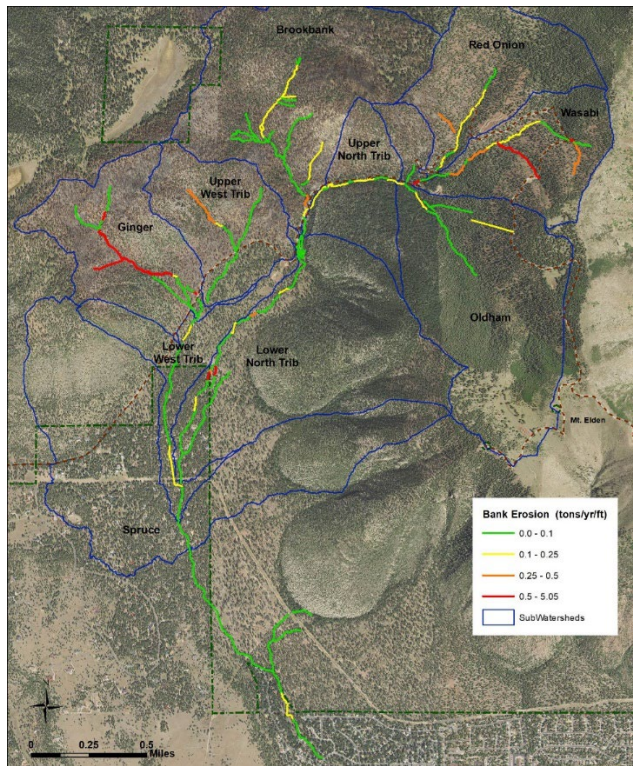 Brookbank
Red Onion
Wasabi
Upper
North Trib
Upper
West Trib
Ginger
Oldham
Lower
West Trib
Lower
North Trib
Mt. Elden
Spruce
Bank Erosion (tons/yr/ft)
0.0 - 0.1
0.1 - 0.25
0.25 - 0.5
0.5 - 5.05
SubWatersheds
0 0.25 0.5
Miles